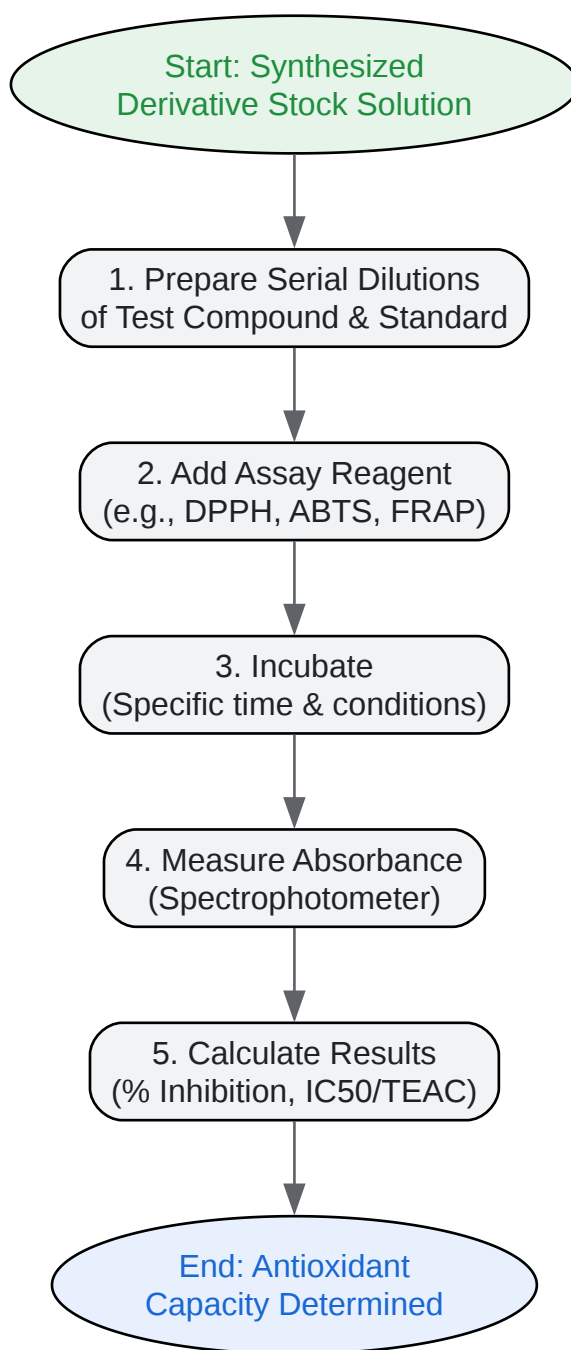 Start: Synthesized
Derivative Stock Solution
1. Prepare Serial Dilutions
of Test Compound & Standard
2. Add Assay Reagent
(e.g., DPPH, ABTS, FRAP)
3. Incubate
(Specific time & conditions)
4. Measure Absorbance
(Spectrophotometer)
5. Calculate Results
(% Inhibition, IC50/TEAC)
End: Antioxidant
Capacity Determined